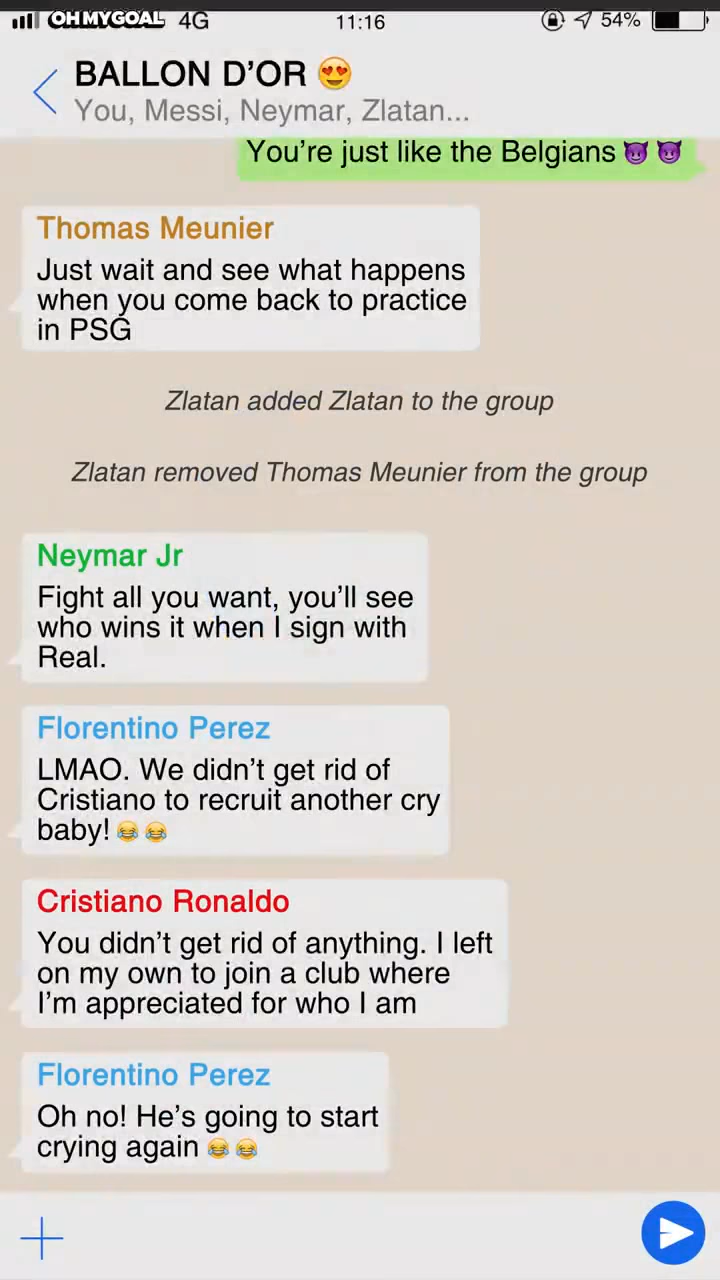 OHMYGOAL 4G 11:16 54%
BALLON D'OR 😍
You, Messi, Neymar, Zlatan...
You're just like the Belgians 😈 😈
Thomas Meunier
Just wait and see what happens
when you come back to practice
in PSG
Zlatan added Zlatan to the group
Zlatan removed Thomas Meunier from the group
Neymar Jr
Fight all you want, you'll see
who wins it when I sign with
Real.
Florentino Perez
LMAO. We didn't get rid of
Cristiano to recruit another cry
baby! 😂 😂
Cristiano Ronaldo
You didn't get rid of anything. I left
on my own to join a club where
I'm appreciated for who I am
Florentino Perez
Oh no! He's going to start
crying again 😂 😂